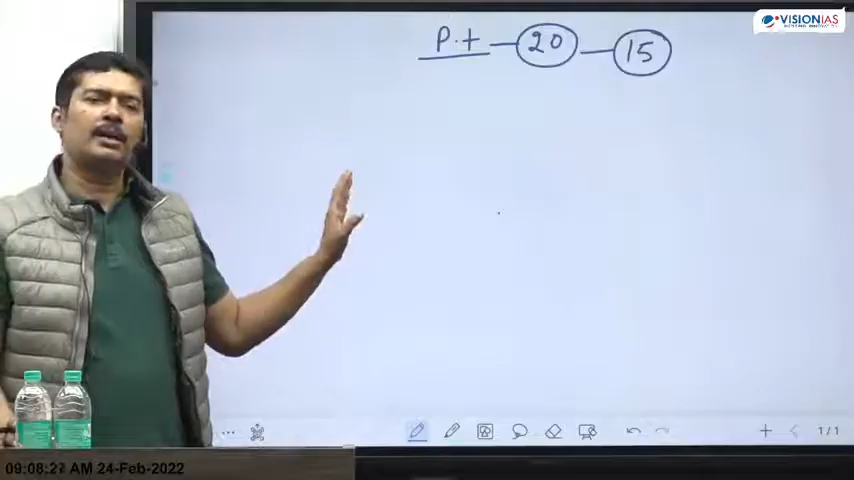 P.t — 20 — 15
VISIONIAS
1/1
09:08:27 AM 24-Feb-2022